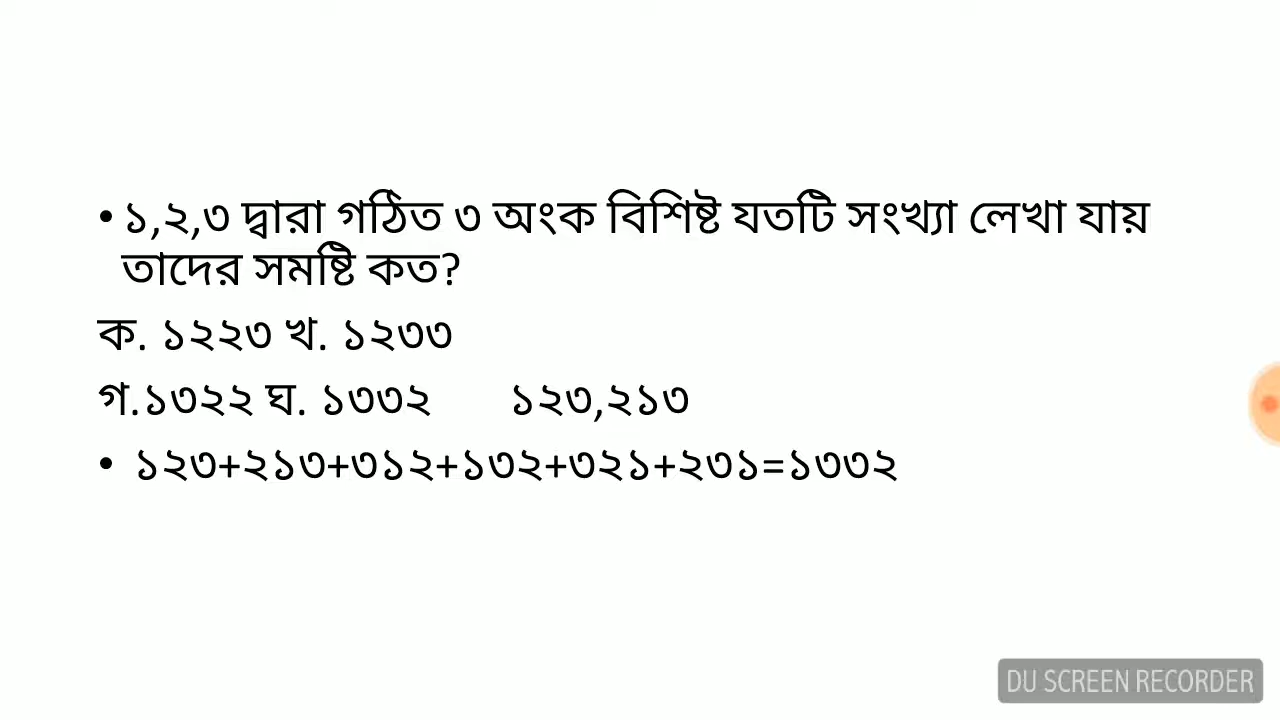 • ১,২,৩ দ্বারা গঠিত ৩ অংক বিশিষ্ট যতটি সংখ্যা লেখা যায়
তাদের সমষ্টি কত?
ক. ১২২৩ খ. ১২৩৩
গ.১৩২২ ঘ. ১৩৩২ ১২৩,২১৩
• ১২৩+২১৩+৩১২+১৩২+৩২১+২৩১=১৩৩২
DU SCREEN RECORDER